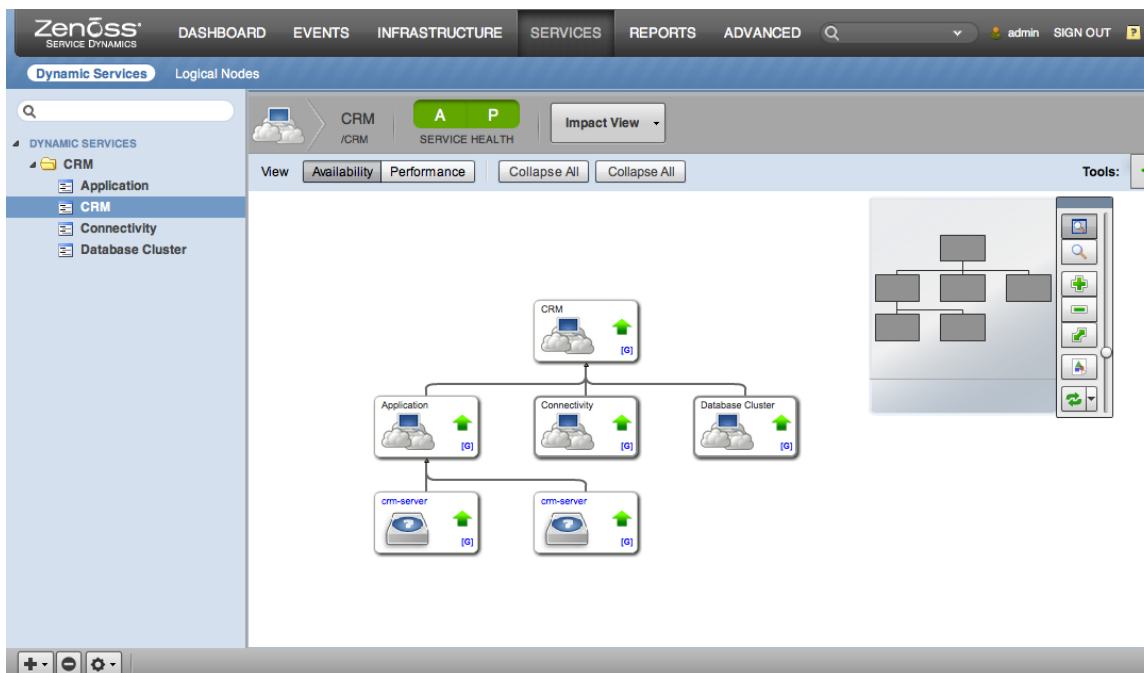 Zenoss
SERVICE DYNAMICS
DASHBOARD EVENTS INFRASTRUCTURE SERVICES REPORTS ADVANCED admin SIGN OUT ?
Dynamic Services Logical Nodes
DYNAMIC SERVICES
CRM
Application
CRM
Connectivity
Database Cluster
CRM
/CRM
A P
SERVICE HEALTH
Impact View
View Availability Performance Collapse All Collapse All Tools:
CRM
[G]
Application
[G]
Connectivity
[G]
Database Cluster
[G]
crm-server
?
[G]
crm-server
?
[G]